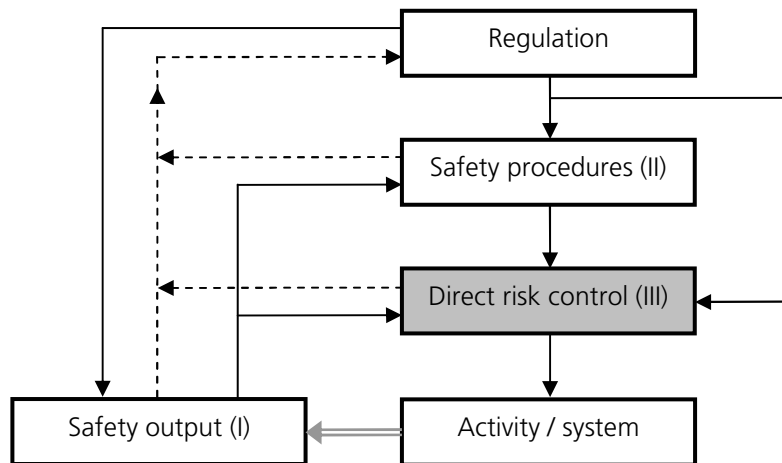 Regulation
Safety procedures (II)
Direct risk control (III)
Safety output (I)
Activity / system